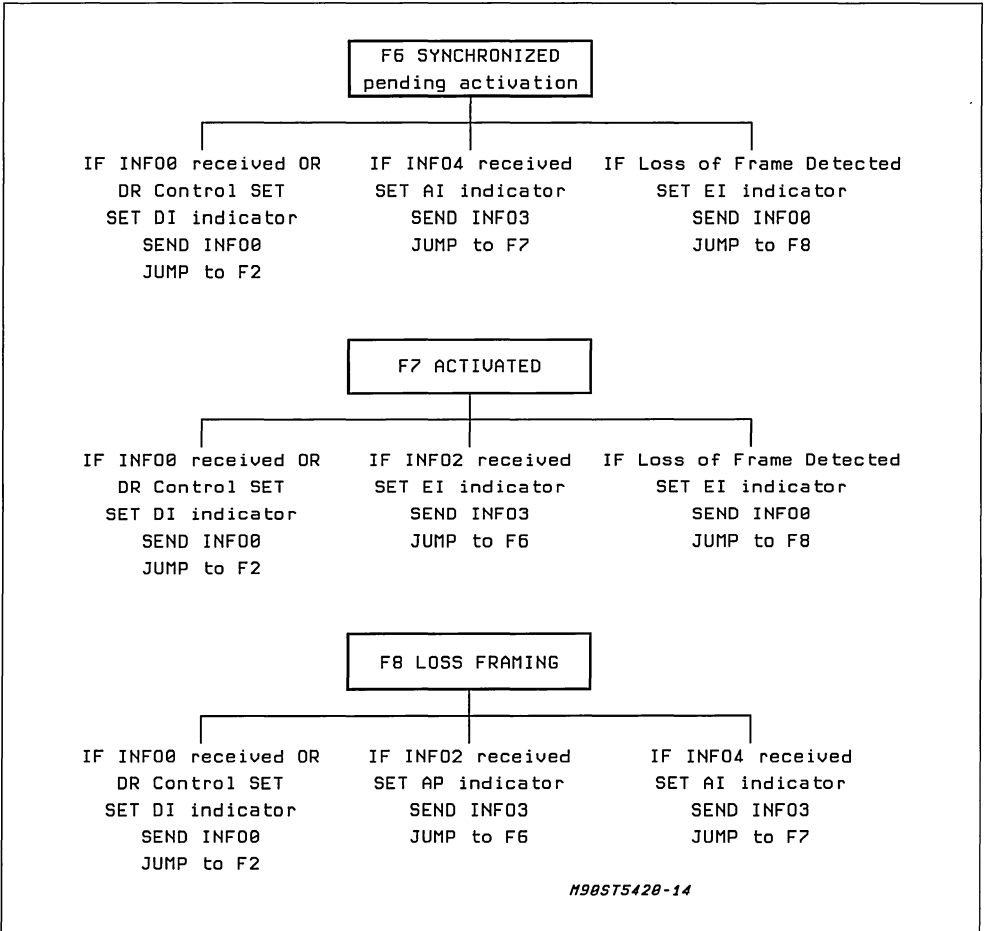 F6 SYNCHRONIZED
pending activation
IF INFO0 received OR
DR Control SET
SET DI indicator
SEND INFO0
JUMP to F2
IF INFO4 received
SET AI indicator
SEND INFO3
JUMP to F7
IF Loss of Frame Detected
SET EI indicator
SEND INFO0
JUMP to F8
F7 ACTIVATED
IF INFO0 received OR
DR Control SET
SET DI indicator
SEND INFO0
JUMP to F2
IF INFO2 received
SET EI indicator
SEND INFO3
JUMP to F6
IF Loss of Frame Detected
SET EI indicator
SEND INFO0
JUMP to F8
F8 LOSS FRAMING
IF INFO0 received OR
DR Control SET
SET DI indicator
SEND INFO0
JUMP to F2
IF INFO2 received
SET AP indicator
SEND INFO3
JUMP to F6
IF INFO4 received
SET AI indicator
SEND INFO3
JUMP to F7
M90ST5420-14